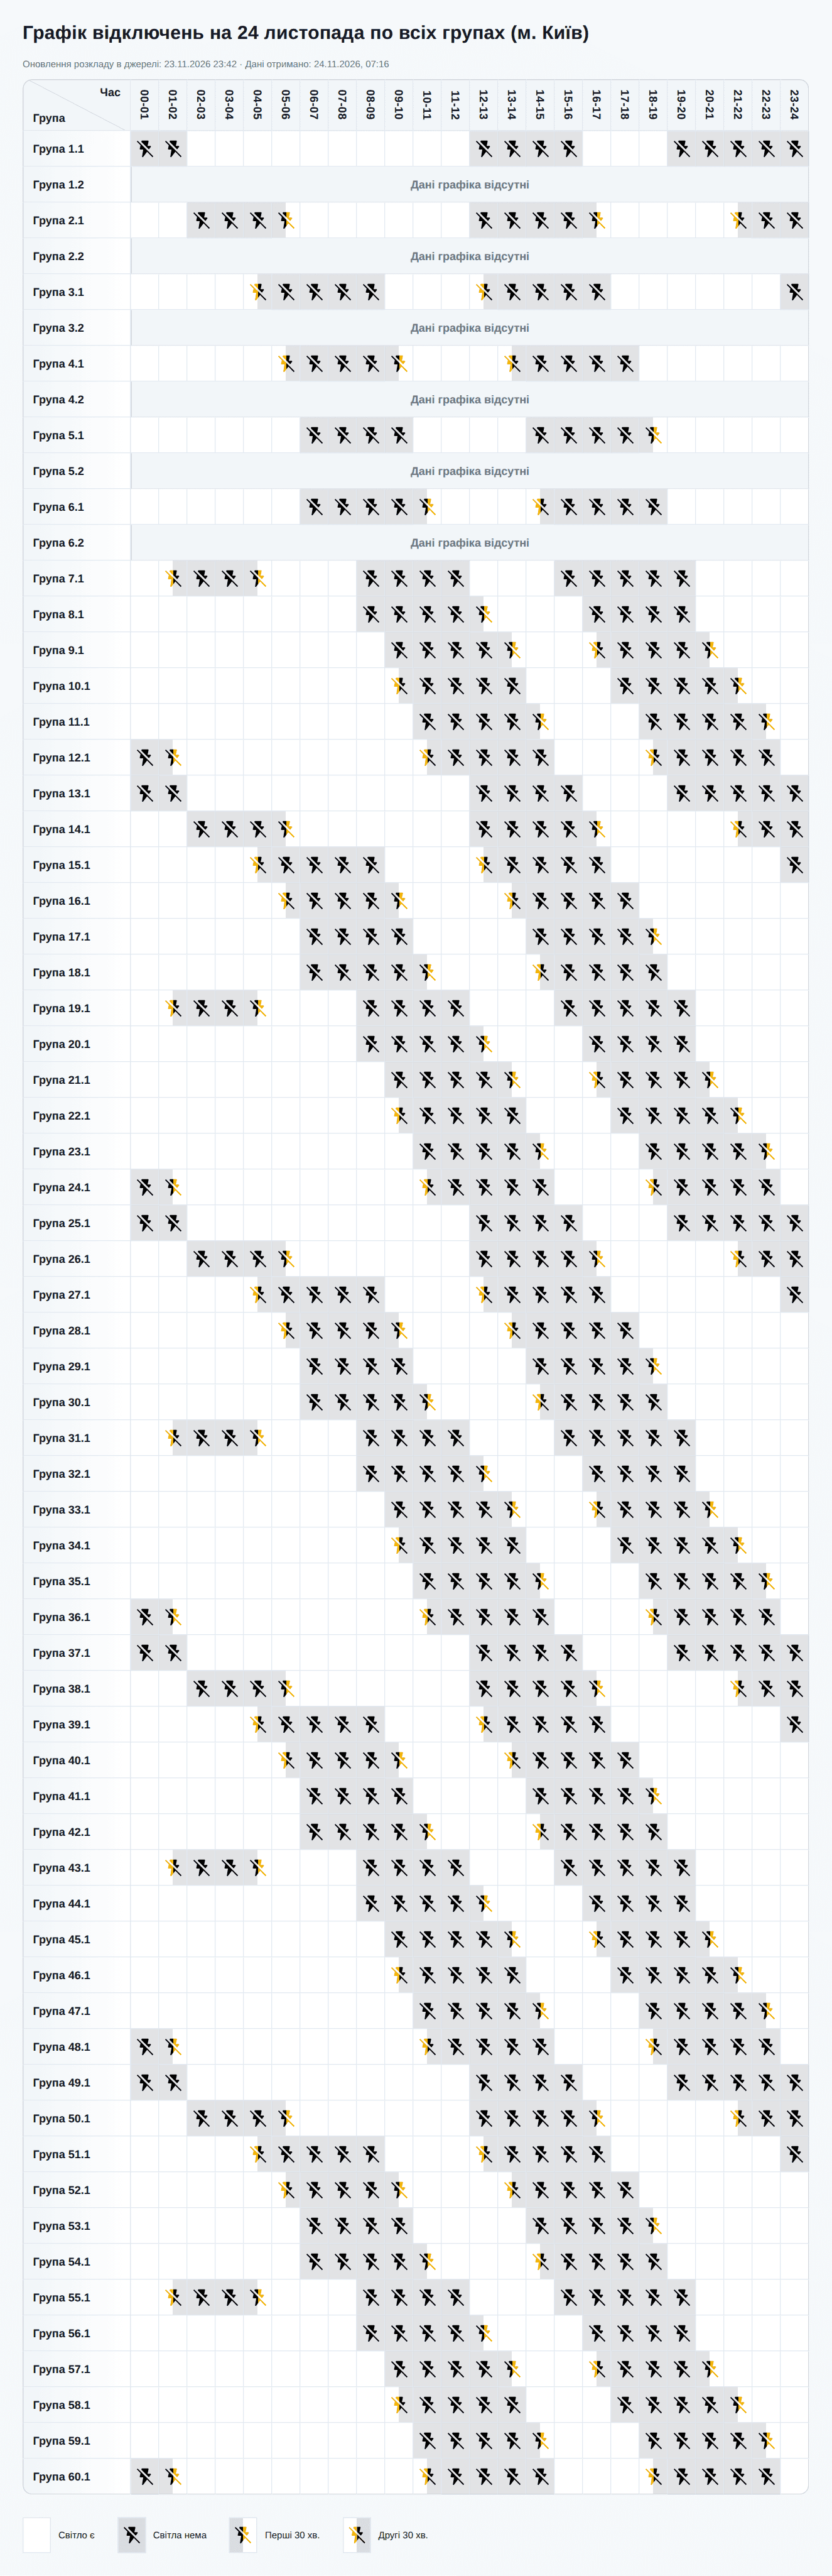 Графік відключень на 24 листопада по всіх групах (м. Київ)
Оновлення розкладу в джерелі: 23.11.2026 23:42 · Дані отримано: 24.11.2026, 07:16
Час
Група
00-01 01-02 02-03 03-04 04-05 05-06 06-07 07-08 08-09 09-10 10-11 11-12 12-13 13-14 14-15 15-16 16-17 17-18 18-19 19-20 20-21 21-22 22-23 23-24
Група 1.1
Група 1.2 Дані графіка відсутні
Група 2.1
Група 2.2 Дані графіка відсутні
Група 3.1
Група 3.2 Дані графіка відсутні
Група 4.1
Група 4.2 Дані графіка відсутні
Група 5.1
Група 5.2 Дані графіка відсутні
Група 6.1
Група 6.2 Дані графіка відсутні
Група 7.1
Група 8.1
Група 9.1
Група 10.1
Група 11.1
Група 12.1
Група 13.1
Група 14.1
Група 15.1
Група 16.1
Група 17.1
Група 18.1
Група 19.1
Група 20.1
Група 21.1
Група 22.1
Група 23.1
Група 24.1
Група 25.1
Група 26.1
Група 27.1
Група 28.1
Група 29.1
Група 30.1
Група 31.1
Група 32.1
Група 33.1
Група 34.1
Група 35.1
Група 36.1
Група 37.1
Група 38.1
Група 39.1
Група 40.1
Група 41.1
Група 42.1
Група 43.1
Група 44.1
Група 45.1
Група 46.1
Група 47.1
Група 48.1
Група 49.1
Група 50.1
Група 51.1
Група 52.1
Група 53.1
Група 54.1
Група 55.1
Група 56.1
Група 57.1
Група 58.1
Група 59.1
Група 60.1
Світло є Світла нема Перші 30 хв. Другі 30 хв.